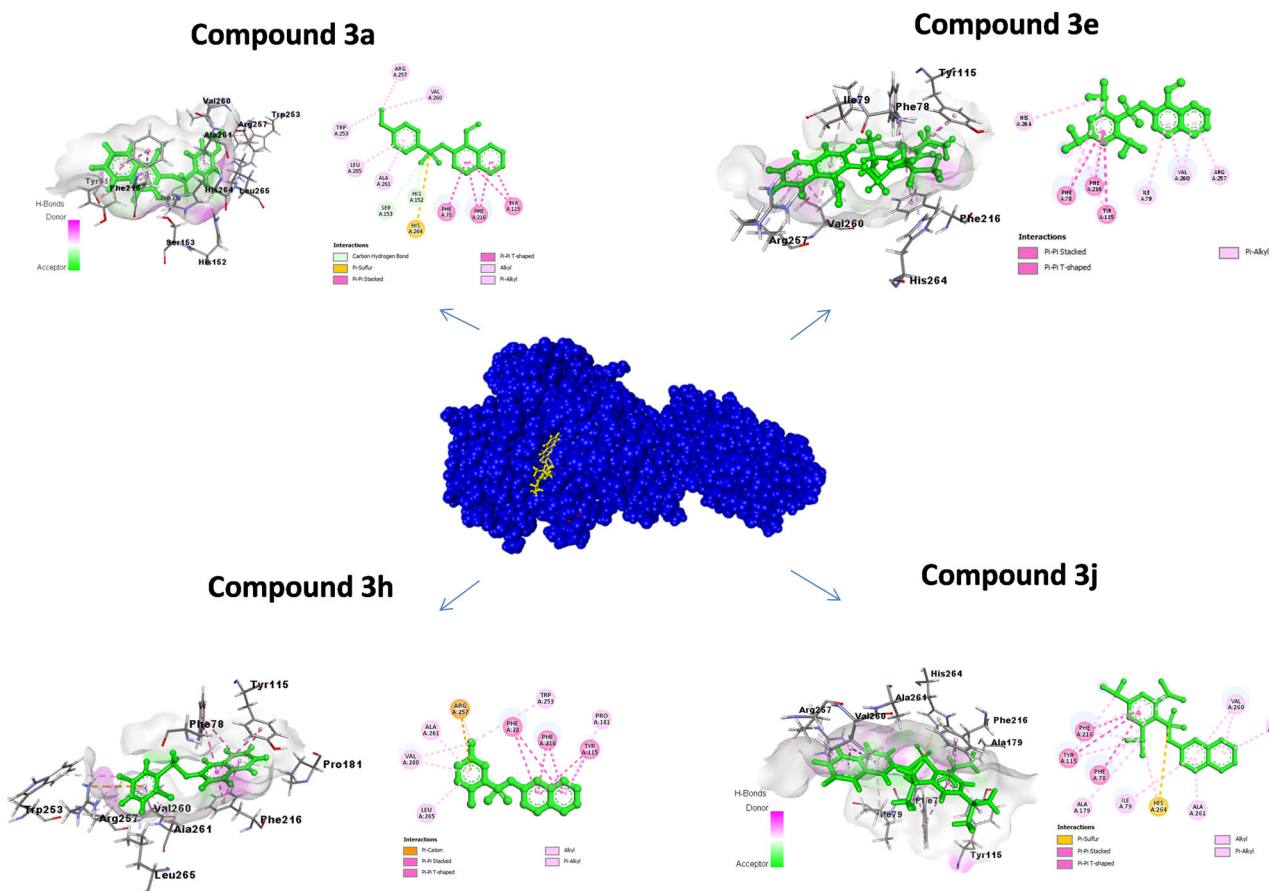 Compound 3a
Val260
Trp253
Arg257
Ala261
Phe216
His264
Leu265
Ser153
His152
H-Bonds
Donor
Acceptor
ARG
A:257
VAL
A:260
TRP
A:253
LEU
A:265
ALA
A:261
SER
A:153
HIS
A:152
HIS
A:264
PHE
A:78
PHE
A:216
TYR
A:115
Interactions
Carbon Hydrogen Bond
Pi-Sulfur
Pi-Pi Stacked
Pi-Pi T-shaped
Alkyl
Pi-Alkyl
Compound 3e
Tyr115
Ile79
Phe78
Phe216
Val260
Arg257
His264
HIS
A:264
PHE
A:78
PHE
A:216
TYR
A:115
ILE
A:79
VAL
A:260
ARG
A:257
Interactions
Pi-Pi Stacked
Pi-Pi T-shaped
Pi-Alkyl
Compound 3h
Tyr115
Phe78
Pro181
Trp253
Val260
Arg257
Phe216
Ala261
Leu265
ARG
A:257
TRP
A:253
ALA
A:261
PHE
A:78
PRO
A:181
PHE
A:216
TYR
A:115
VAL
A:260
LEU
A:265
Interactions
Pi-Cation
Pi-Pi Stacked
Pi-Pi T-shaped
Alkyl
Pi-Alkyl
Compound 3j
His264
Ala261
Arg257
Val260
Phe216
Ala179
Tyr115
H-Bonds
Donor
Acceptor
VAL
A:260
PHE
A:216
TYR
A:115
PHE
A:78
ALA
A:179
ILE
A:79
HIS
A:264
ALA
A:261
Interactions
Pi-Sulfur
Pi-Pi Stacked
Pi-Pi T-shaped
Alkyl
Pi-Alkyl